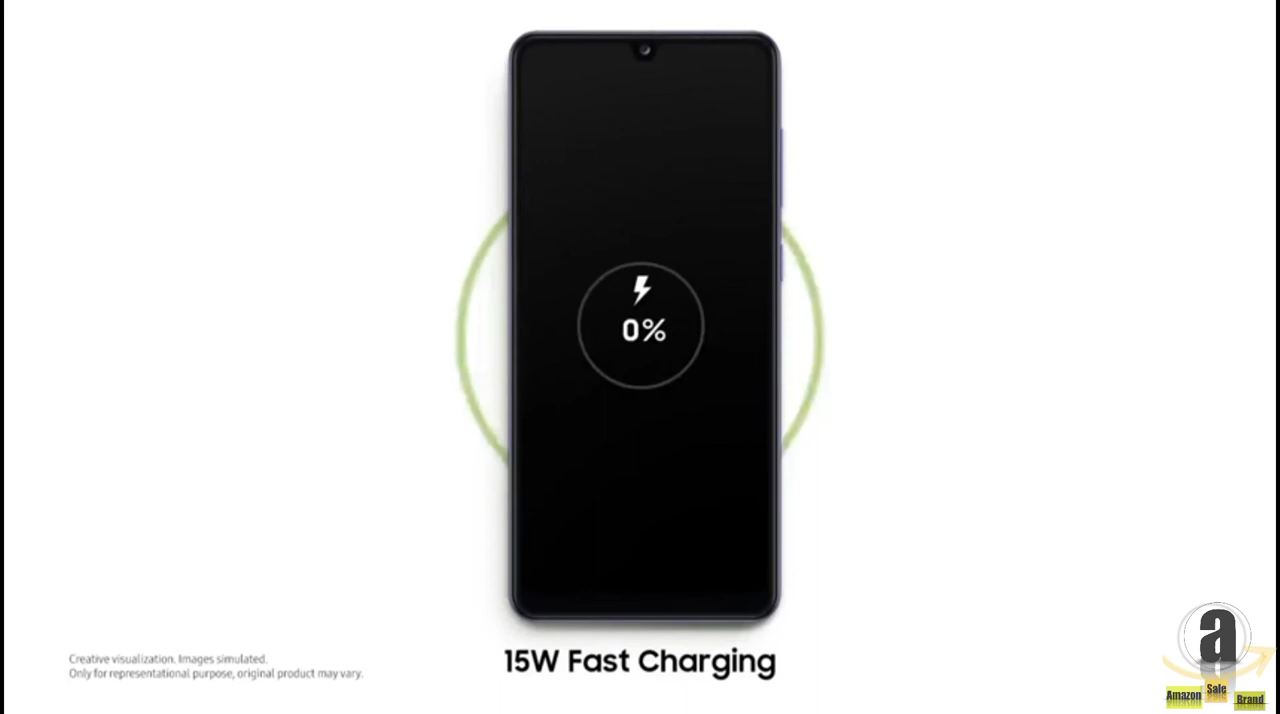 0%
15W Fast Charging
Creative visualization. Images simulated.
Only for representational purpose, original product may vary.
a
Amazon Sale Brand